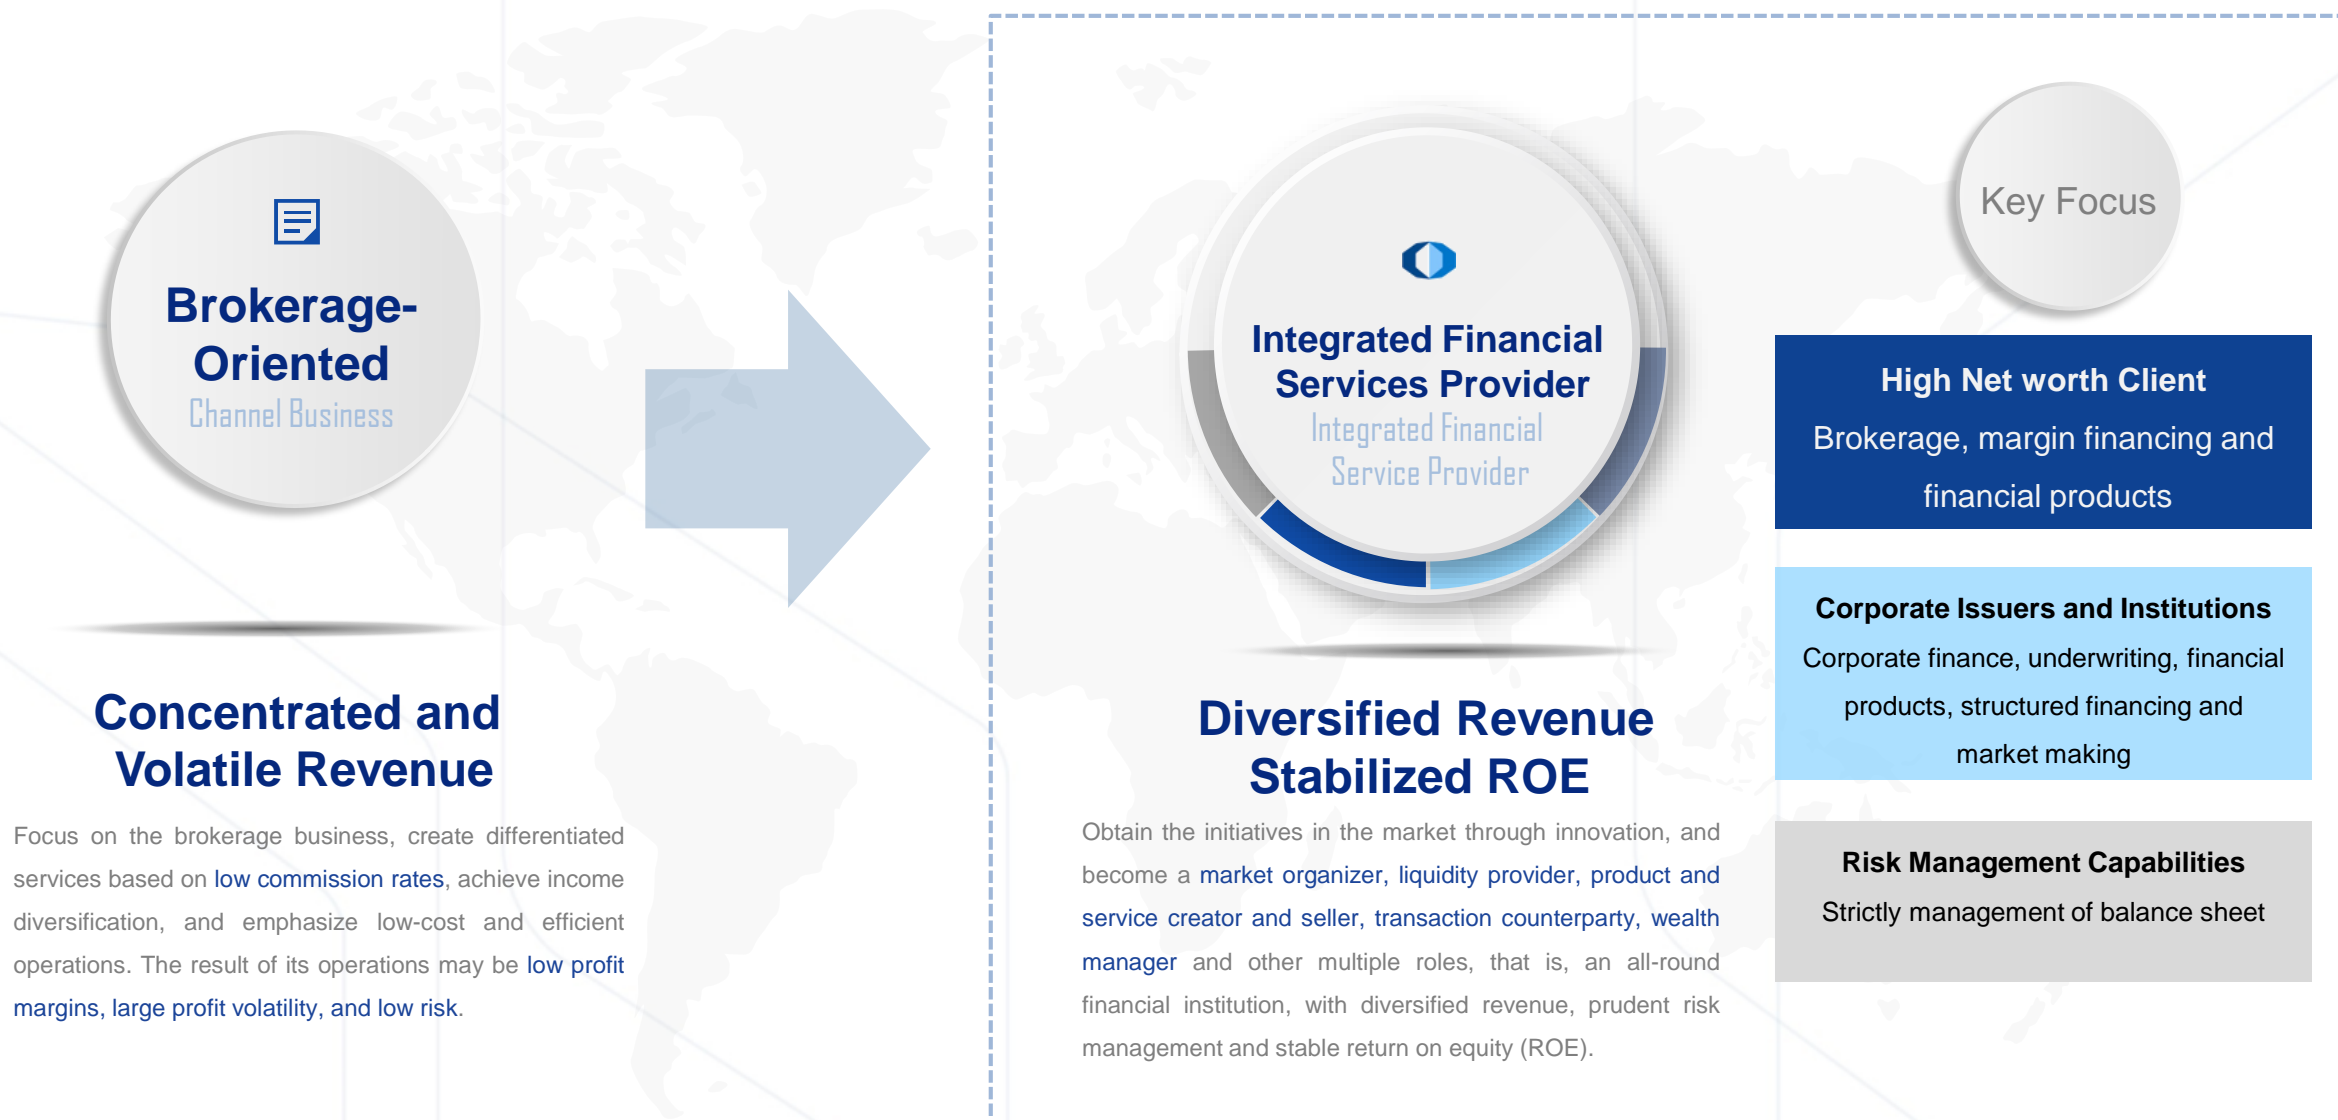 Brokerage-
Oriented
Channel Business
Concentrated and
Volatile Revenue
Focus on the brokerage business, create differentiated
services based on low commission rates, achieve income
diversification, and emphasize low-cost and efficient
operations. The result of its operations may be low profit
margins, large profit volatility, and low risk.
Integrated Financial
Services Provider
Integrated Financial
Service Provider
Diversified Revenue
Stabilized ROE
Obtain the initiatives in the market through innovation, and
become a market organizer, liquidity provider, product and
service creator and seller, transaction counterparty, wealth
manager and other multiple roles, that is, an all-round
financial institution, with diversified revenue, prudent risk
management and stable return on equity (ROE).
Key Focus
High Net worth Client
Brokerage, margin financing and
financial products
Corporate Issuers and Institutions
Corporate finance, underwriting, financial
products, structured financing and
market making
Risk Management Capabilities
Strictly management of balance sheet